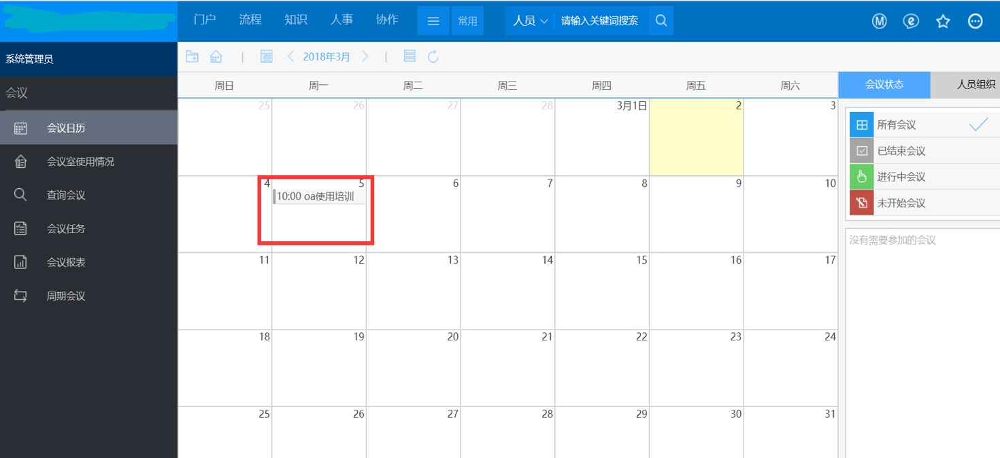 门户 流程 知识 人事 协作 常用 人员 请输入关键词搜索
系统管理员
会议
会议日历
会议室使用情况
查询会议
会议任务
会议报表
周期会议
2018年3月
周日 周一 周二 周三 周四 周五 周六
25 26 27 28 3月1日 2 3
4 5 6 7 8 9 10
10:00 oa使用培训
11 12 13 14 15 16 17
18 19 20 21 22 23 24
25 26 27 28 29 30 31
会议状态 人员组织
所有会议
已结束会议
进行中会议
未开始会议
没有需要参加的会议